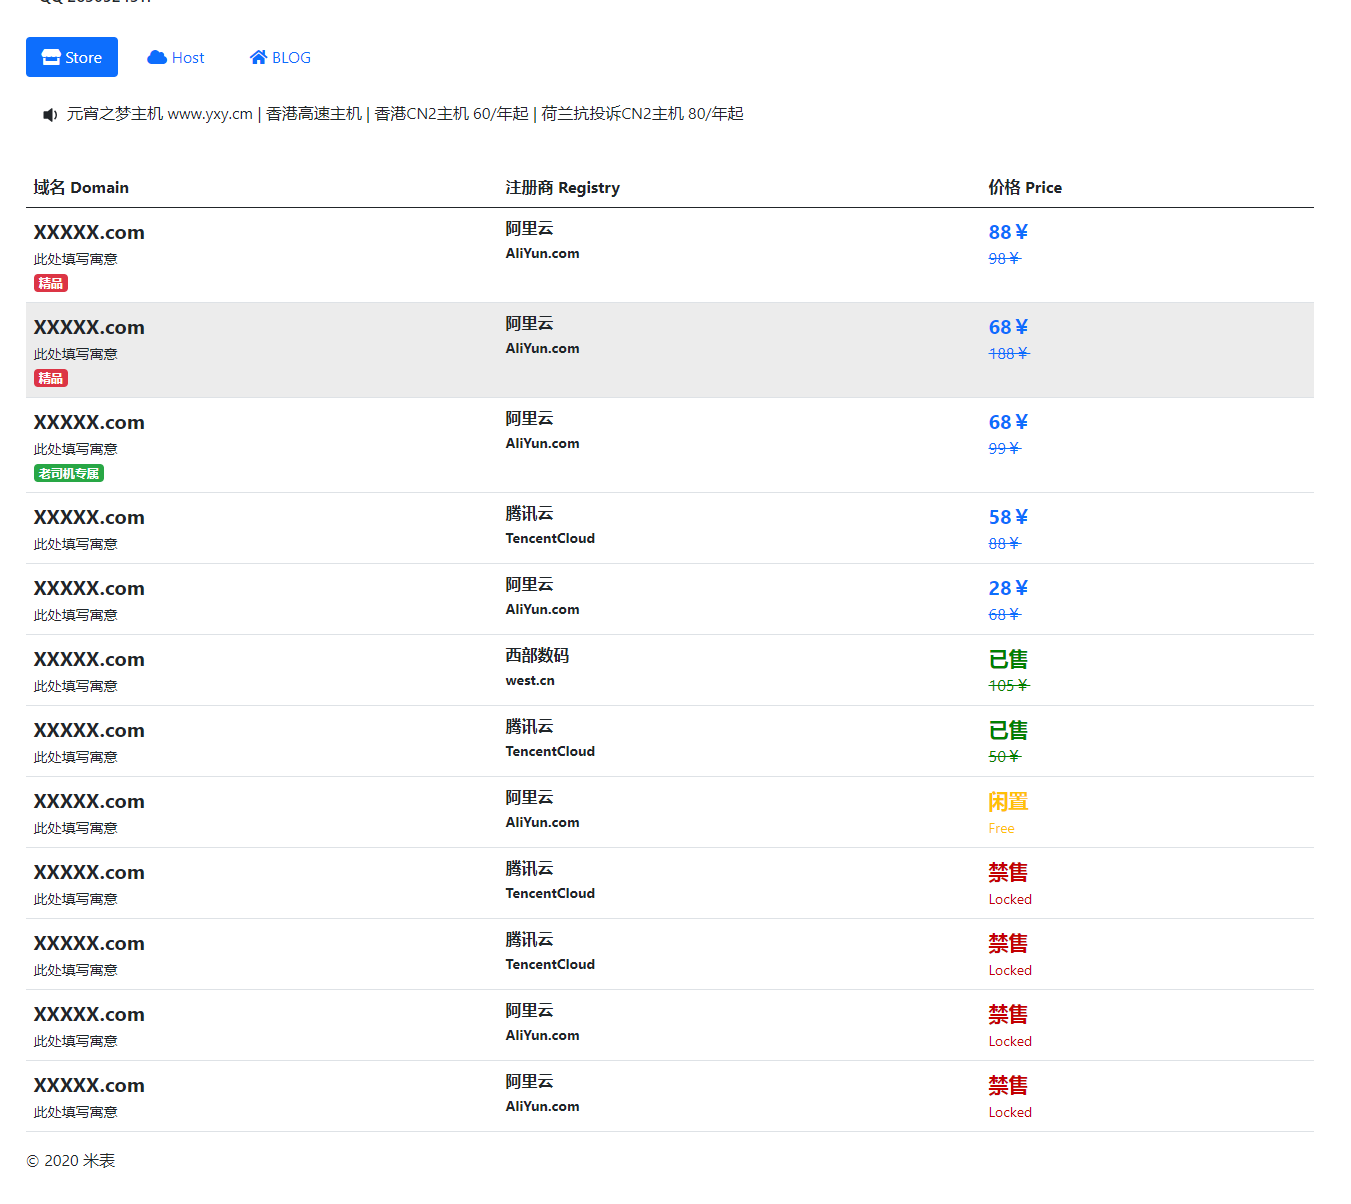 Store
Host
BLOG
元宵之梦主机 www.yxy.cm | 香港高速主机 | 香港CN2主机 60/年起 | 荷兰抗投诉CN2主机 80/年起
域名 Domain 注册商 Registry 价格 Price
XXXXX.com 阿里云 88￥
此处填写寓意 AliYun.com 98￥
精品
XXXXX.com 阿里云 68￥
此处填写寓意 AliYun.com 188￥
精品
XXXXX.com 阿里云 68￥
此处填写寓意 AliYun.com 99￥
老司机专属
XXXXX.com 腾讯云 58￥
此处填写寓意 TencentCloud 88￥
XXXXX.com 阿里云 28￥
此处填写寓意 AliYun.com 68￥
XXXXX.com 西部数码 已售
此处填写寓意 west.cn 105￥
XXXXX.com 腾讯云 已售
此处填写寓意 TencentCloud 50￥
XXXXX.com 阿里云 闲置
此处填写寓意 AliYun.com Free
XXXXX.com 腾讯云 禁售
此处填写寓意 TencentCloud Locked
XXXXX.com 腾讯云 禁售
此处填写寓意 TencentCloud Locked
XXXXX.com 阿里云 禁售
此处填写寓意 AliYun.com Locked
XXXXX.com 阿里云 禁售
此处填写寓意 AliYun.com Locked
© 2020 米表